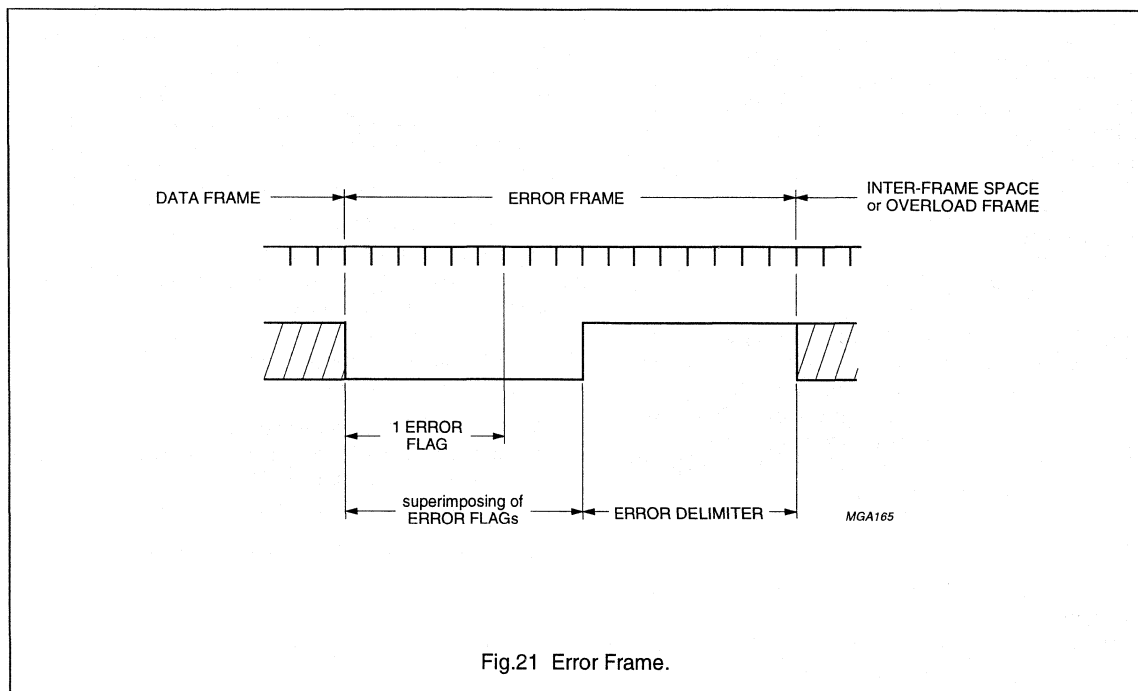 DATA FRAME
ERROR FRAME
INTER-FRAME SPACE
or OVERLOAD FRAME
1 ERROR
FLAG
superimposing of
ERROR FLAGs
ERROR DELIMITER
MGA165
Fig.21 Error Frame.